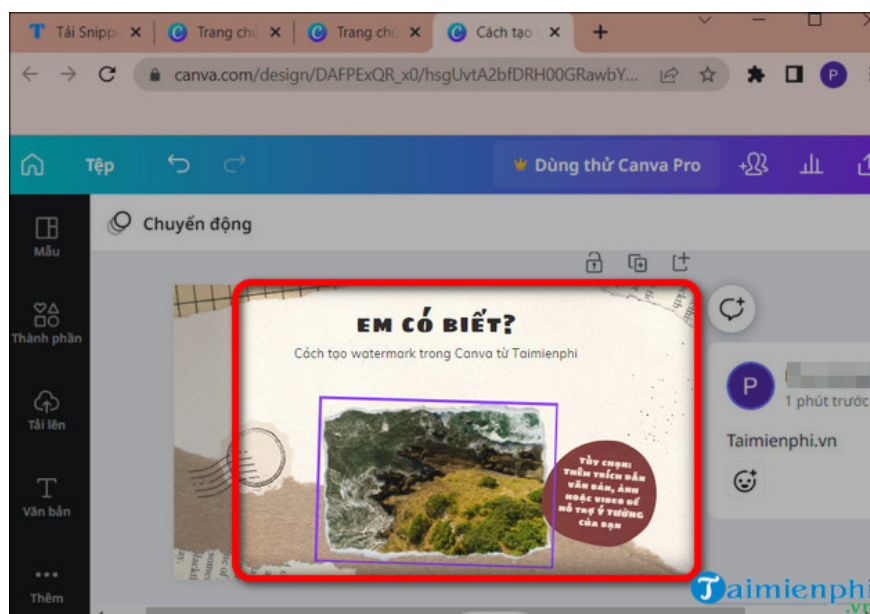 Tải Snipp
Trang chủ
Trang chủ
Cách tạo
canva.com/design/DAFPExQR_x0/hsgUvtA2bfDRH00GRawbY...
P
Tệp
Dùng thử Canva Pro
Mẫu
Chuyển động
Thành phần
Tải lên
Văn bản
Thêm
EM CÓ BIẾT?
Cách tạo watermark trong Canva từ Taimienphi
TÙY CHỌN:
THÊM TRÍCH DẪN
VĂN BẢN, ẢNH
HOẶC VIDEO ĐỂ
HỖ TRỢ Ý TƯỞNG
CỦA BẠN
P
1 phút trước
Taimienphi.vn
Taimienphi
.vn